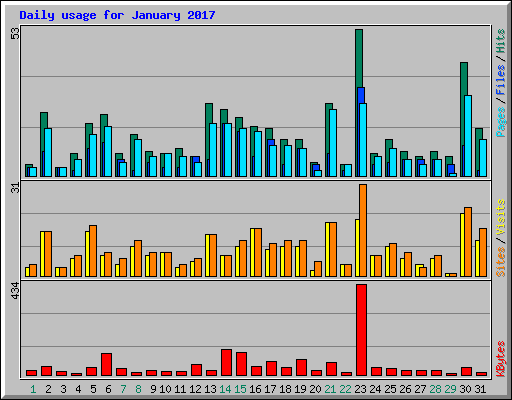 Daily usage for January 2017
53
Pages / Files / Hits
31
Sites / Visits
434
KBytes
1 2 3 4 5 6 7 8 9 10 11 12 13 14 15 16 17 18 19 20 21 22 23 24 25 26 27 28 29 30 31